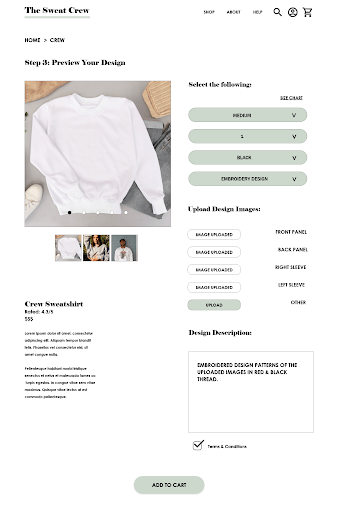 The Sweat Crew
SHOP ABOUT HELP
HOME > CREW
Step 3: Preview Your Design
Select the following:
SIZE CHART
MEDIUM V
1 V
BLACK V
EMBROIDERY DESIGN V
Upload Design Images:
IMAGE UPLOADED FRONT PANEL
IMAGE UPLOADED BACK PANEL
IMAGE UPLOADED RIGHT SLEEVE
IMAGE UPLOADED LEFT SLEEVE
UPLOAD OTHER
Crew Sweatshirt
Rated: 4.3/5
$$$
Lorem ipsum dolor sit amet, consectetur
adipiscing elit. Aliquam tempor blandit
felis. Phasellus vel consectetur nisl, sit
amet congue nulla.
Pellentesque habitant morbi tristique
senectus et netus et malesuada fames ac
turpis egestas. In congue vitae sem vitae
maximus. Quisque vitae lectus ut est
commodo pellentesque.
Design Description:
EMBROIDERED DESIGN PATTERNS OF THE
UPLOADED IMAGES IN RED & BLACK
THREAD.
Terms & Conditions
ADD TO CART